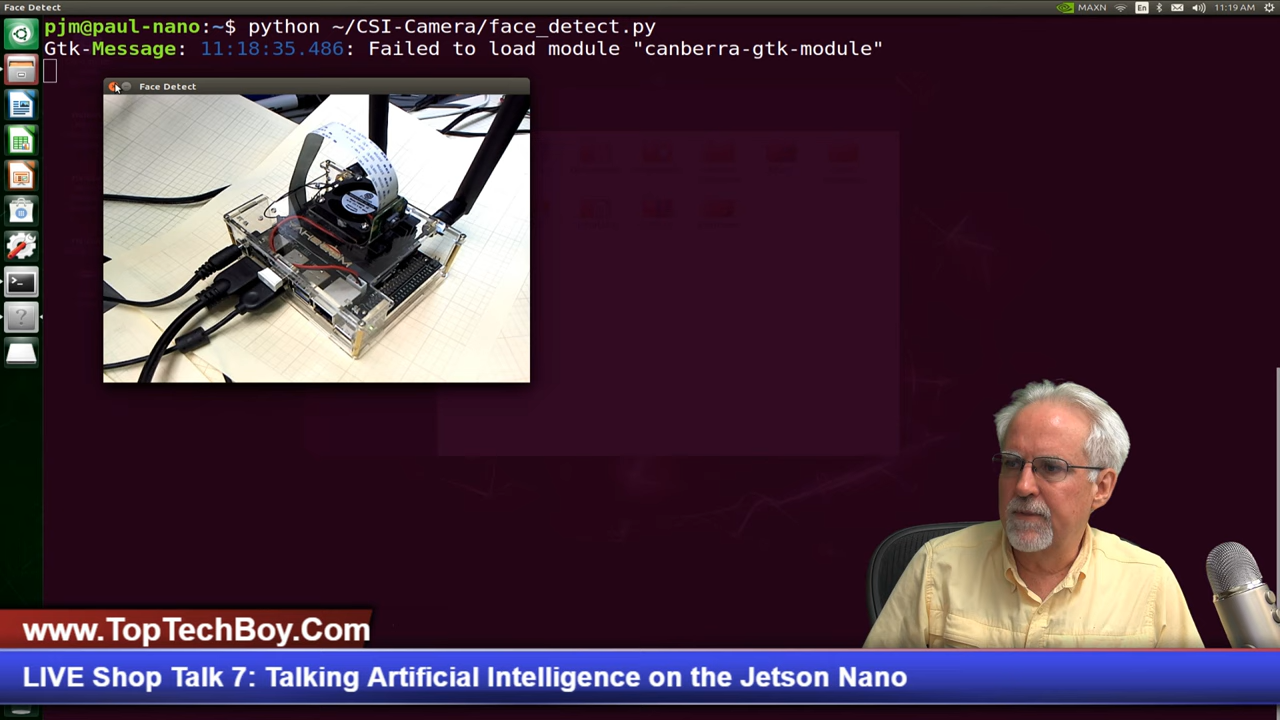 Face Detect
MAXN
En
11:19 AM
pjm@paul-nano:~$ python ~/CSI-Camera/face_detect.py
Gtk-Message: 11:18:35.486: Failed to load module "canberra-gtk-module"
Face Detect
www.TopTechBoy.Com
LIVE Shop Talk 7: Talking Artificial Intelligence on the Jetson Nano